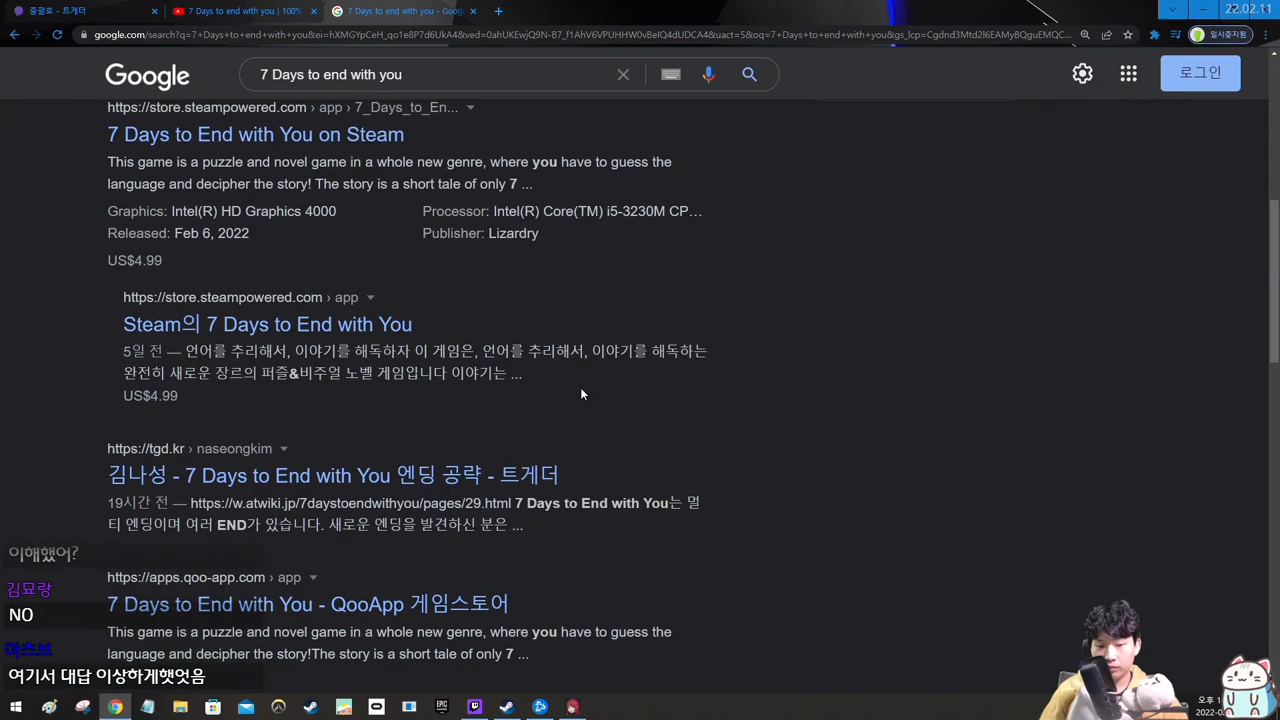 22.02.11
중괄호 - 트게더
7 Days to end with you | 100%
7 Days to end with you - Goog
일시중지됨
Google
7 Days to end with you
로그인
https://store.steampowered.com › app › 7_Days_to_En...
7 Days to End with You on Steam
This game is a puzzle and novel game in a whole new genre, where you have to guess the
language and decipher the story! The story is a short tale of only 7 ...
Graphics: Intel(R) HD Graphics 4000
Processor: Intel(R) Core(TM) i5-3230M CP…
Released: Feb 6, 2022
Publisher: Lizardry
US$4.99
https://store.steampowered.com › app
Steam의 7 Days to End with You
5일 전 — 언어를 추리해서, 이야기를 해독하자 이 게임은, 언어를 추리해서, 이야기를 해독하는
완전히 새로운 장르의 퍼즐&비주얼 노벨 게임입니다 이야기는 ...
US$4.99
https://tgd.kr › naseongkim
김나성 - 7 Days to End with You 엔딩 공략 - 트게더
19시간 전 — https://w.atwiki.jp/7daystoendwithyou/pages/29.html 7 Days to End with You는 멀
티 엔딩이며 여러 END가 있습니다. 새로운 엔딩을 발견하신 분은 ...
이해했어?
https://apps.qoo-app.com › app
김묘랑
7 Days to End with You - QooApp 게임스토어
NO
This game is a puzzle and novel game in a whole new genre, where you have to guess the
language and decipher the story!The story is a short tale of only 7 ...
여기서 대답 이상하게햇엇음
EPIC